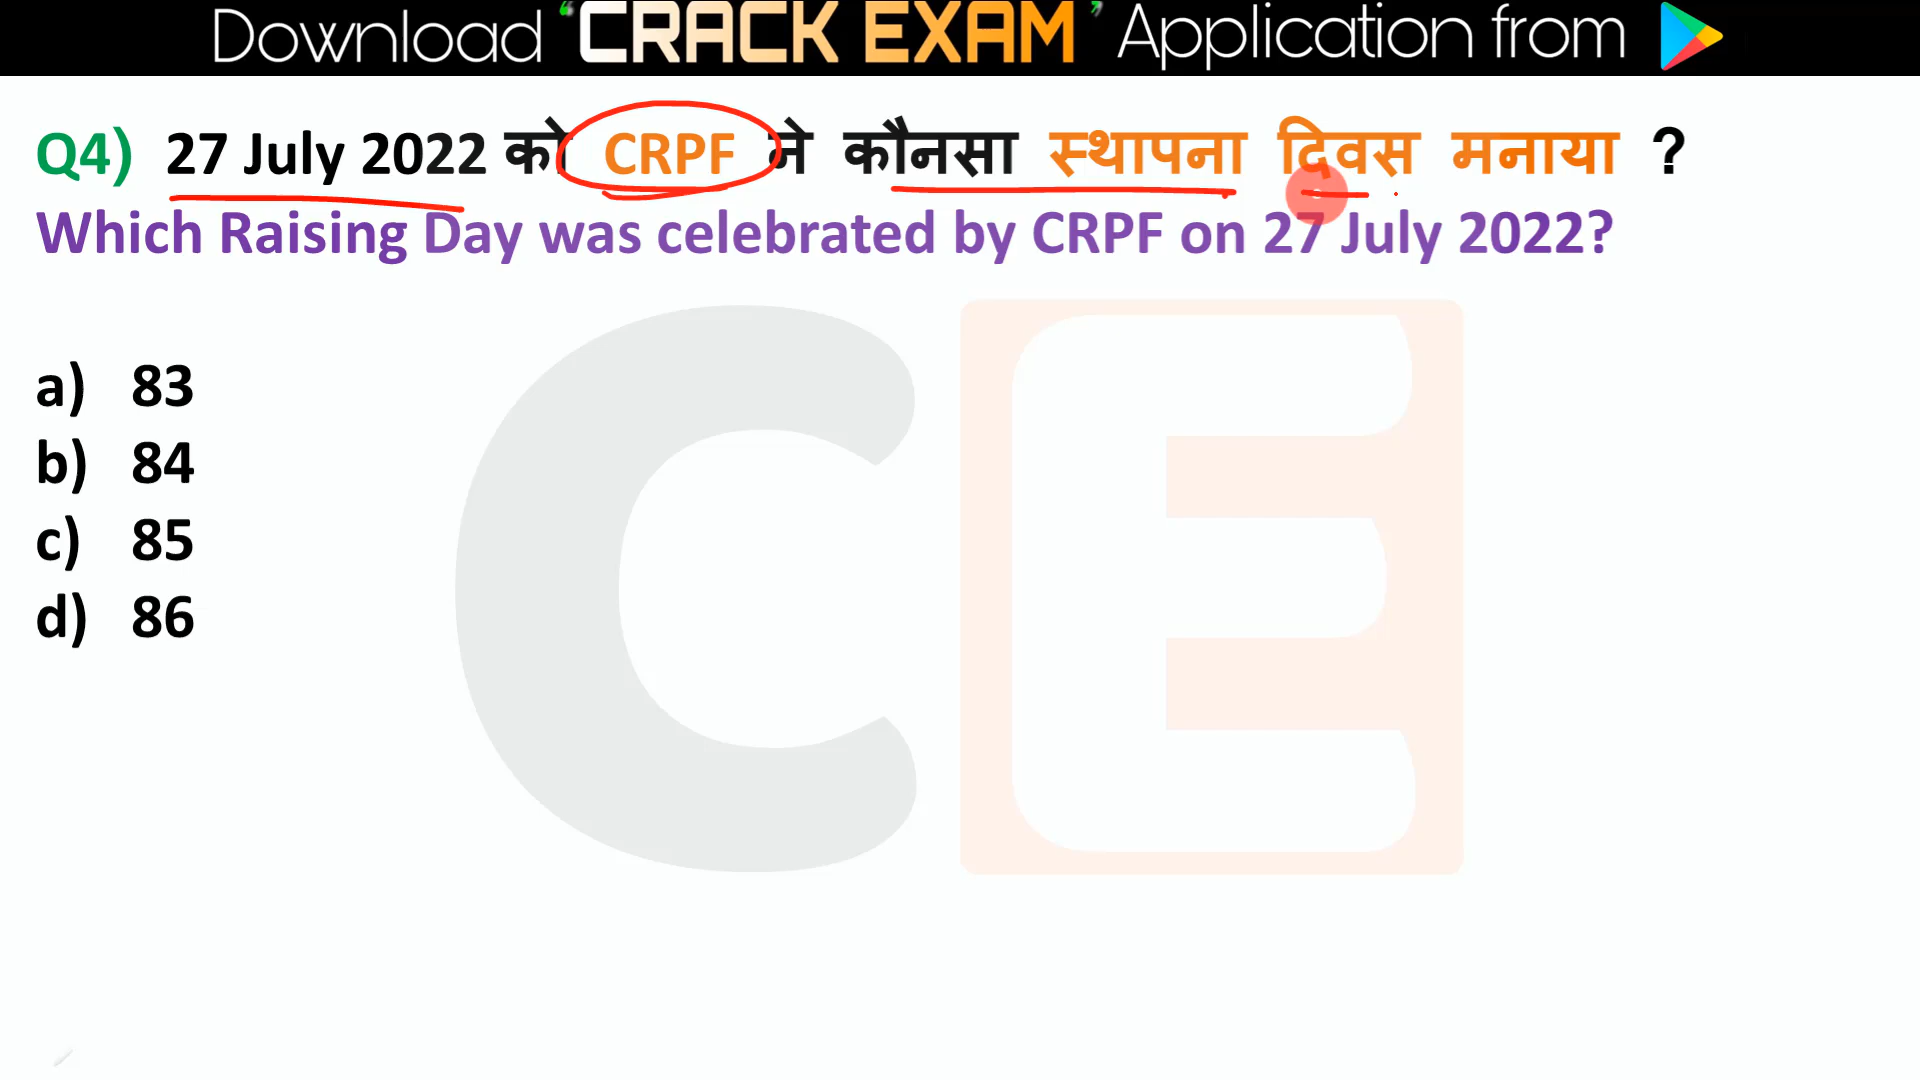 Download ‘CRACK EXAM’ Application from
Q4) 27 July 2022 को CRPF ने कौनसा स्थापना दिवस मनाया ?
Which Raising Day was celebrated by CRPF on 27 July 2022?
CE
a) 83
b) 84
c) 85
d) 86